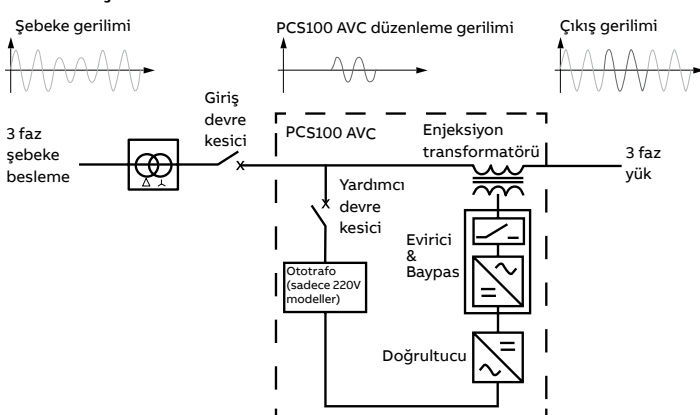 Şebeke gerilimi
PCS100 AVC düzenleme gerilimi
Çıkış gerilimi
3 faz
şebeke
besleme
Giriş
devre
kesici
PCS100 AVC
Enjeksiyon
transformatörü
3 faz
yük
Yardımcı
devre
kesici
Evirici
&
Baypas
Ototrafo
(sadece 220V
modeller)
Doğrultucu